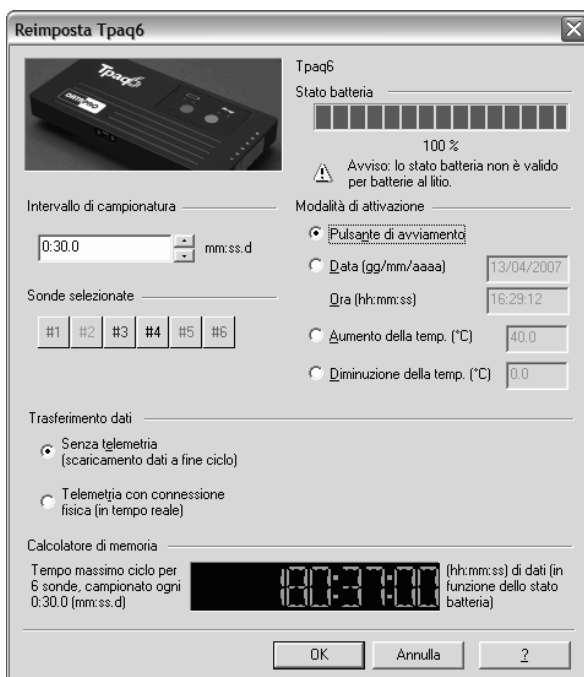 Reimposta Tpaq6
Tpaq6
DATAPAQ
Tpaq6
Stato batteria
100 %
Avviso: lo stato batteria non è valido
per batterie al litio.
Intervallo di campionatura
0:30.0
mm:ss.d
Sonde selezionate
#1 #2 #3 #4 #5 #6
Modalità di attivazione
Pulsante di avviamento
Data (gg/mm/aaaa) 13/04/2007
Ora (hh:mm:ss) 16:29:12
Aumento della temp. (°C) 40.0
Diminuzione della temp. (°C) 0.0
Trasferimento dati
Senza telemetria
(scaricamento dati a fine ciclo)
Telemetria con connessione
fisica (in tempo reale)
Calcolatore di memoria
Tempo massimo ciclo per
6 sonde, campionato ogni
0:30.0 (mm:ss.d)
180:37:00
(hh:mm:ss) di dati (in
funzione dello stato
batteria)
OK Annulla ?